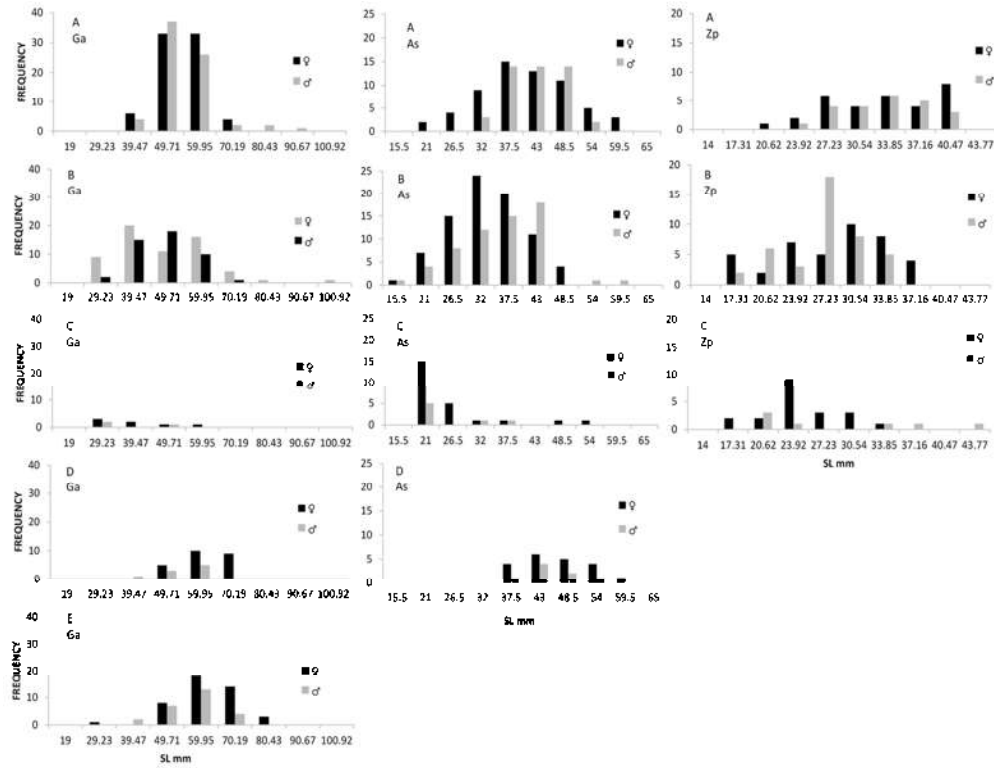 A
Ga
FREQUENCY
40
30
20
10
0
♀
♂
19 29.23 39.47 49.71 59.95 70.19 80.43 90.67 100.92
A
As
25
20
15
10
5
0
♀
♂
15.5 21 26.5 32 37.5 43 48.5 54 59.5 65
A
Zp
20
15
10
5
0
♀
♂
14 17.31 20.62 23.92 27.23 30.54 33.85 37.16 40.47 43.77
B
Ga
FREQUENCY
40
30
20
10
0
♀
♂
19 29.23 39.47 49.71 59.95 70.19 80.43 90.67 100.92
B
As
25
20
15
10
5
0
♀
♂
15.5 21 26.5 32 37.5 43 48.5 54 59.5 65
B
Zp
20
15
10
5
0
♀
♂
14 17.31 20.62 23.92 27.23 30.54 33.85 37.16 40.47 43.77
C
Ga
FREQUENCY
40
30
20
10
0
♀
♂
19 29.23 39.47 49.71 59.95 70.19 80.43 90.67 100.92
C
As
25
20
15
10
5
0
♀
♂
15.5 21 26.5 32 37.5 43 48.5 54 59.5 65
C
Zp
20
15
10
5
0
♀
♂
14 17.31 20.62 23.92 27.23 30.54 33.85 37.16 40.47 43.77
SL mm
D
Ga
FREQUENCY
40
30
20
10
0
♀
♂
19 29.23 39.47 49.71 59.95 70.19 80.43 90.67 100.92
D
As
25
20
15
10
5
0
♀
♂
15.5 21 26.5 32 37.5 43 48.5 54 59.5 65
SL mm
E
Ga
FREQUENCY
40
30
20
10
0
♀
♂
19 29.23 39.47 49.71 59.95 70.19 80.43 90.67 100.92
SL mm